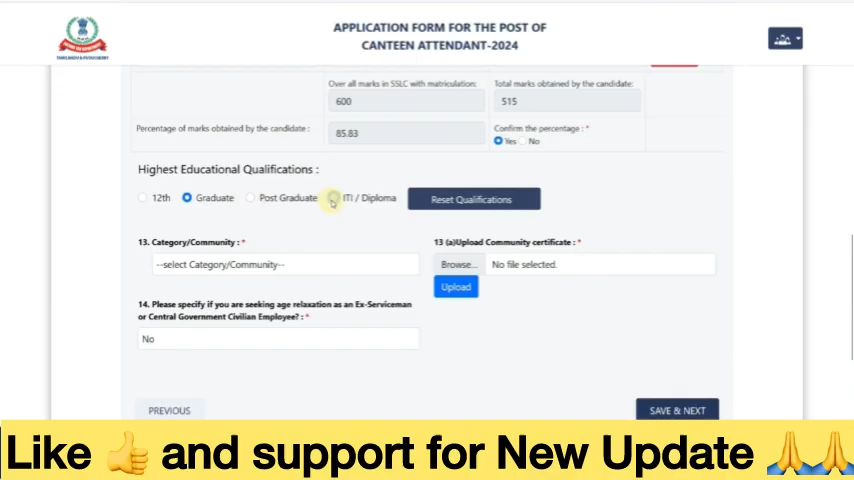 APPLICATION FORM FOR THE POST OF
CANTEEN ATTENDANT-2024
TAMILNADU & PUDUCHERRY
Over all marks in SSLC with matriculation:
Total marks obtained by the candidate:
600
515
Percentage of marks obtained by the candidate :
85.83
Confirm the percentage : *
Yes No
Highest Educational Qualifications :
12th Graduate Post Graduate ITI / Diploma Reset Qualifications
13. Category/Community : *
13 (a)Upload Community certificate : *
--select Category/Community--
Browse... No file selected.
Upload
14. Please specify if you are seeking age relaxation as an Ex-Serviceman
or Central Government Civilian Employee? : *
No
PREVIOUS
SAVE & NEXT
Like 👍 and support for New Update 🙏🙏